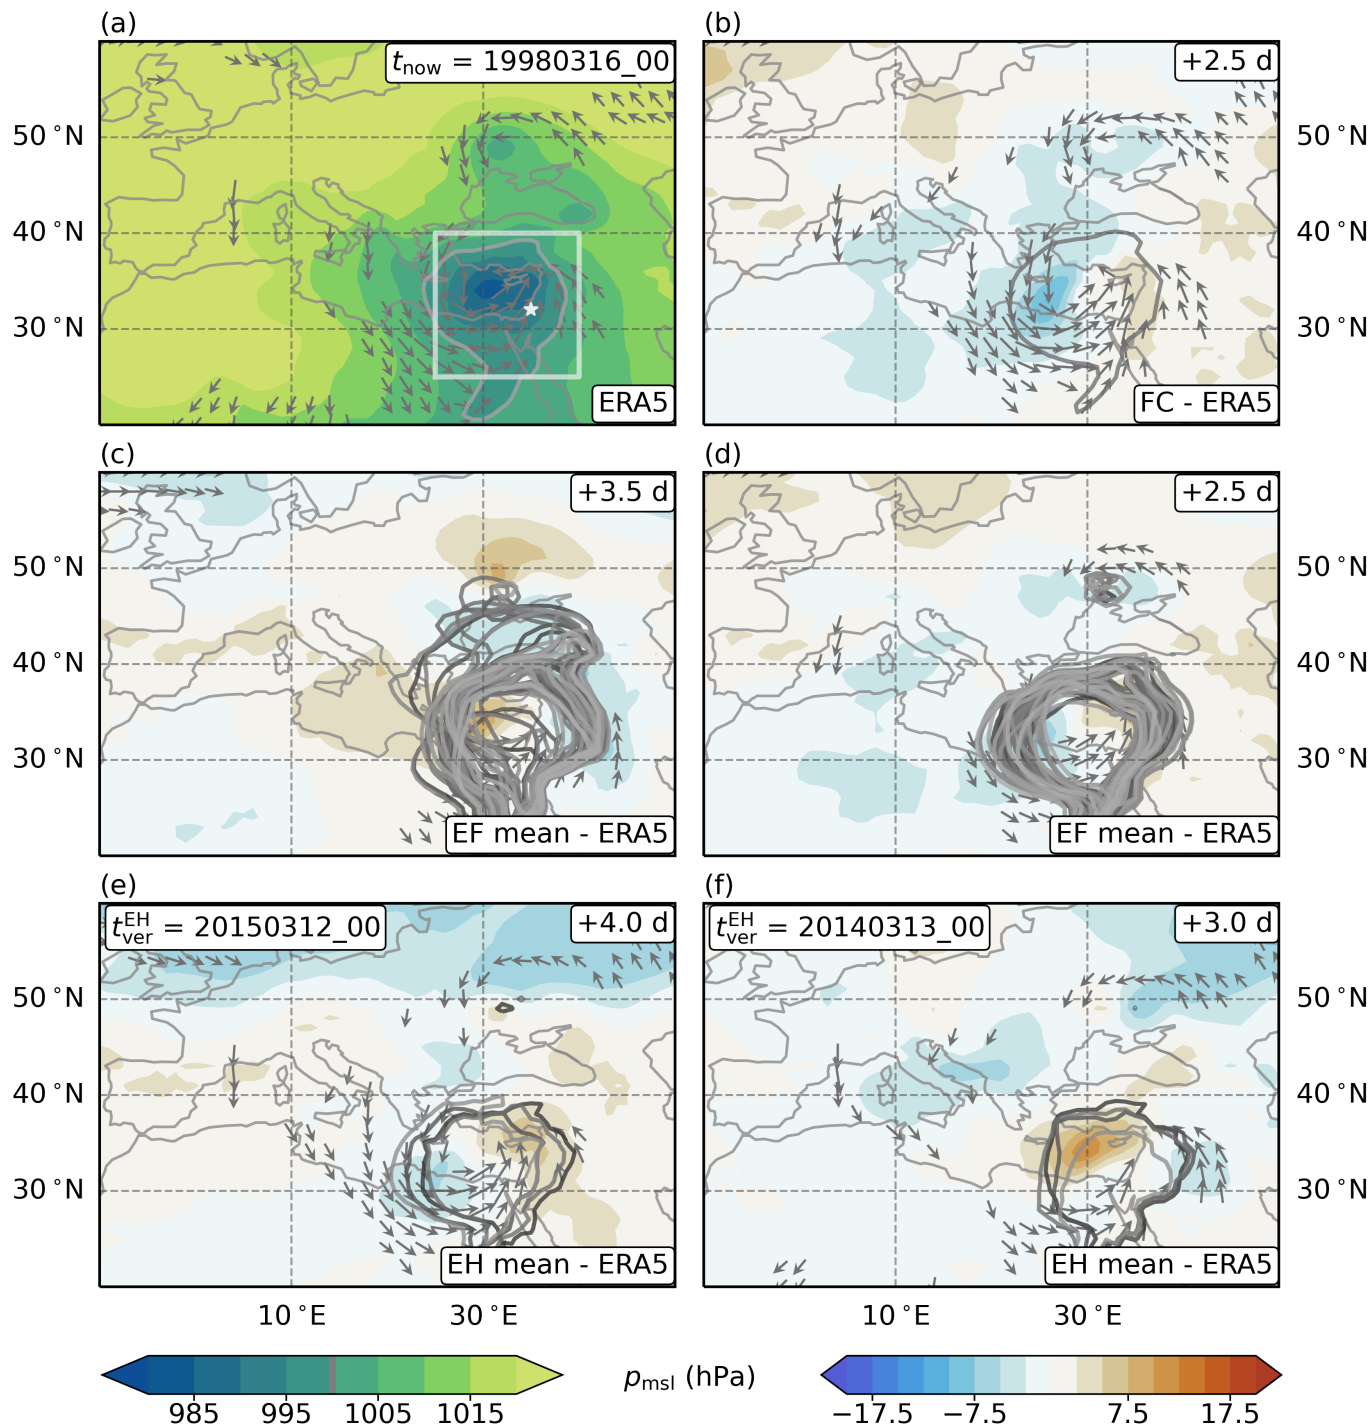 (a)
(b)
t_now = 19980316_00
+2.5 d
50 °N
50 °N
40 °N
40 °N
30 °N
30 °N
ERA5
FC - ERA5
(c)
(d)
+3.5 d
+2.5 d
50 °N
50 °N
40 °N
40 °N
30 °N
30 °N
EF mean - ERA5
EF mean - ERA5
(e)
(f)
t_ver^EH = 20150312_00
+4.0 d
t_ver^EH = 20140313_00
+3.0 d
50 °N
50 °N
40 °N
40 °N
30 °N
30 °N
EH mean - ERA5
EH mean - ERA5
10 °E
30 °E
10 °E
30 °E
p_msl (hPa)
985
995
1005
1015
−17.5
−7.5
7.5
17.5